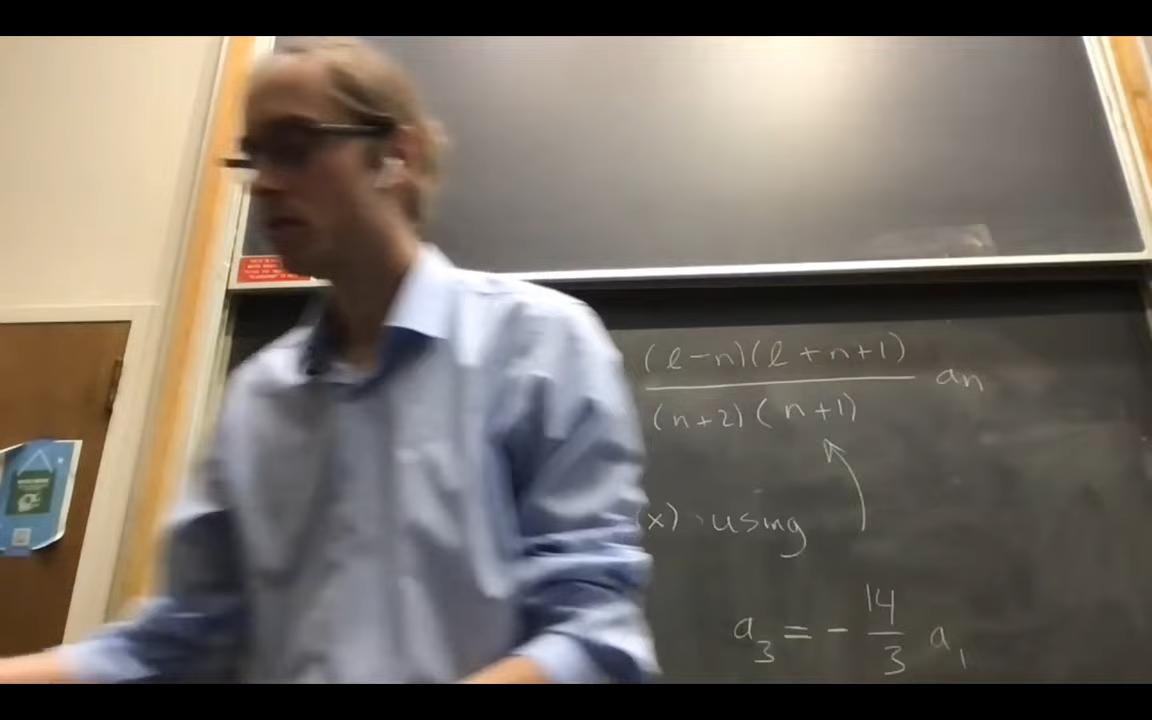 (l-n)(l+n+1)
(n+2)(n+1) an
(x) using
a₃ = - 14/3 a₁